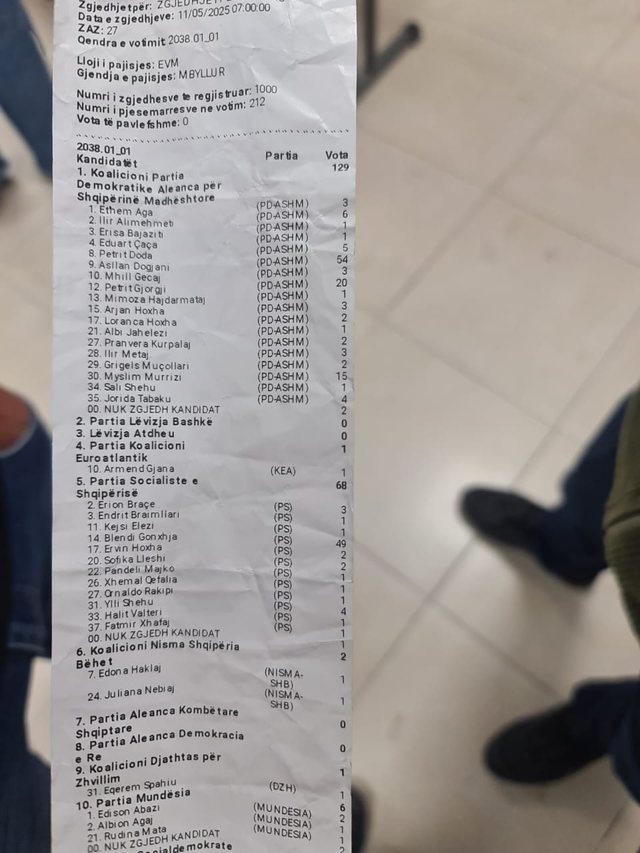 Zgjedhjet për: ZGJEDHJET
Data e zgjedhjeve: 11/05/2025 07:00:00
ZAZ: 27
Qendra e votimit 2038.01_01
Lloji i pajisjes: EVM
Gjendja e pajisjes: MBYLLUR
Numri i zgjedhesve te regjistruar: 1000
Numri i pjesemarresve ne votim: 212
Vota të pavlefshme: 0
2038.01_01
Kandidatët Partia Vota
1. Koalicioni Partia 129
Demokratike Aleanca për
Shqipërinë Madhështore
1. Ethem Aga (PD-ASHM) 3
2. Ilir Alimehmeti (PD-ASHM) 6
3. Erisa Bajaziti (PD-ASHM) 1
4. Eduart Çaça (PD-ASHM) 1
8. Petrit Doda (PD-ASHM) 5
9. Asllan Dogjani (PD-ASHM) 54
10. Mhill Gecaj (PD-ASHM) 3
12. Petrit Gjorgji (PD-ASHM) 20
13. Mimoza Hajdarmataj (PD-ASHM) 1
15. Arjan Hoxha (PD-ASHM) 3
17. Loranca Hoxha (PD-ASHM) 2
21. Albi Jahelezi (PD-ASHM) 1
27. Pranvera Kurpalaj (PD-ASHM) 2
28. Ilir Metaj (PD-ASHM) 3
29. Grigels Muçollari (PD-ASHM) 2
30. Myslim Murrizi (PD-ASHM) 15
34. Sali Shehu (PD-ASHM) 1
35. Jorida Tabaku (PD-ASHM) 4
00. NUK ZGJEDH KANDIDAT 2
2. Partia Lëvizja Bashkë 0
3. Lëvizja Atdheu 0
4. Partia Koalicioni 1
Euroatlantik
10. Armend Gjana (KEA) 1
5. Partia Socialiste e 68
Shqipërisë
2. Erion Braçe (PS) 3
3. Endrit Braimllari (PS) 1
11. Kejsi Elezi (PS) 1
14. Blendi Gonxhja (PS) 49
17. Ervin Hoxha (PS) 2
20. Sofika Lleshi (PS) 2
22. Pandeli Majko (PS) 1
26. Xhemal Qefalia (PS) 1
27. Ornaldo Rakipi (PS) 1
31. Ylli Shehu (PS) 4
33. Halit Valteri (PS) 1
37. Fatmir Xhafaj (PS) 1
00. NUK ZGJEDH KANDIDAT 1
6. Koalicioni Nisma Shqipëria 2
Bëhet
7. Edona Haklaj (NISMA- 1
SHB)
24. Juliana Nebiaj (NISMA- 1
SHB)
7. Partia Aleanca Kombëtare 0
Shqiptare
8. Partia Aleanca Demokracia 0
e Re
9. Koalicioni Djathtas për 1
Zhvillim
31. Eqerem Spahiu (DZH) 1
10. Partia Mundësia 6
1. Edison Abazi (MUNDESIA) 2
2. Albion Agaj (MUNDESIA) 1
21. Rudina Mata (MUNDESIA) 1
00. NUK ZGJEDH KANDIDAT 2